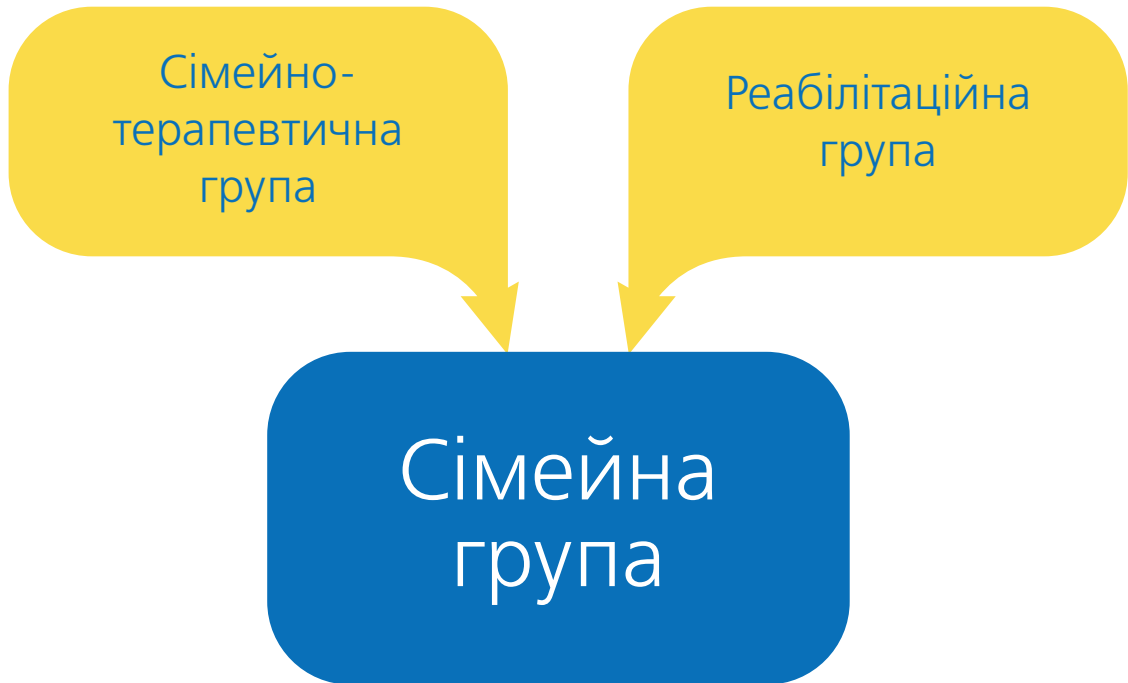 Сімейно-
терапевтична
група
Реабілітаційна
група
Сімейна
група